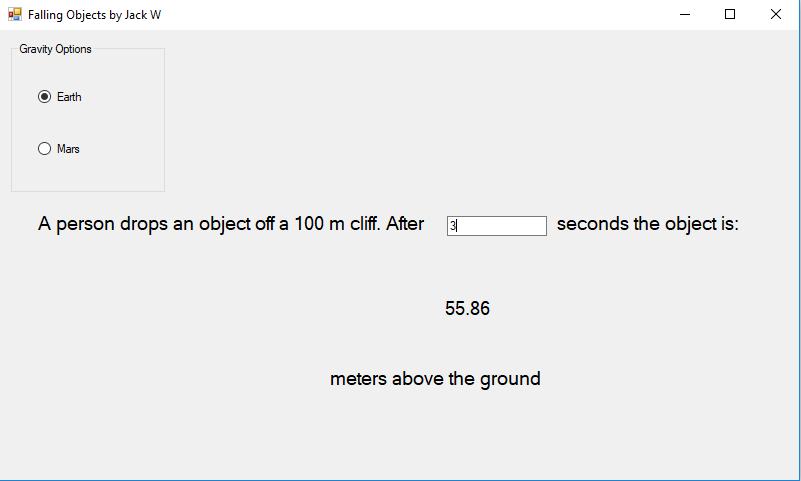 Falling Objects by Jack W
Gravity Options
Earth
Mars
A person drops an object off a 100 m cliff. After 3 seconds the object is:
55.86
meters above the ground